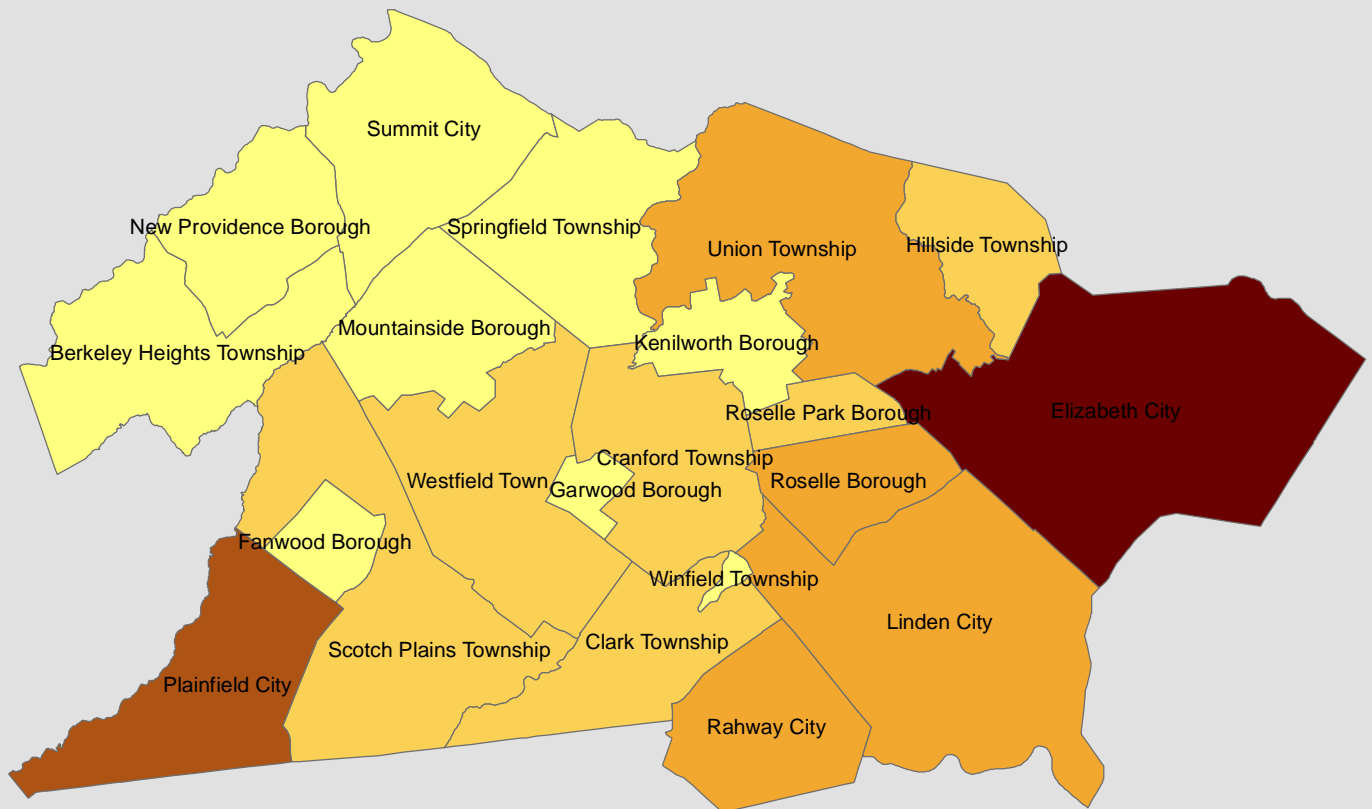 Summit City
New Providence Borough
Springfield Township
Union Township
Hillside Township
Mountainside Borough
Kenilworth Borough
Berkeley Heights Township
Elizabeth City
Roselle Park Borough
Cranford Township
Westfield Town
Roselle Borough
Garwood Borough
Fanwood Borough
Winfield Township
Linden City
Clark Township
Scotch Plains Township
Plainfield City
Rahway City